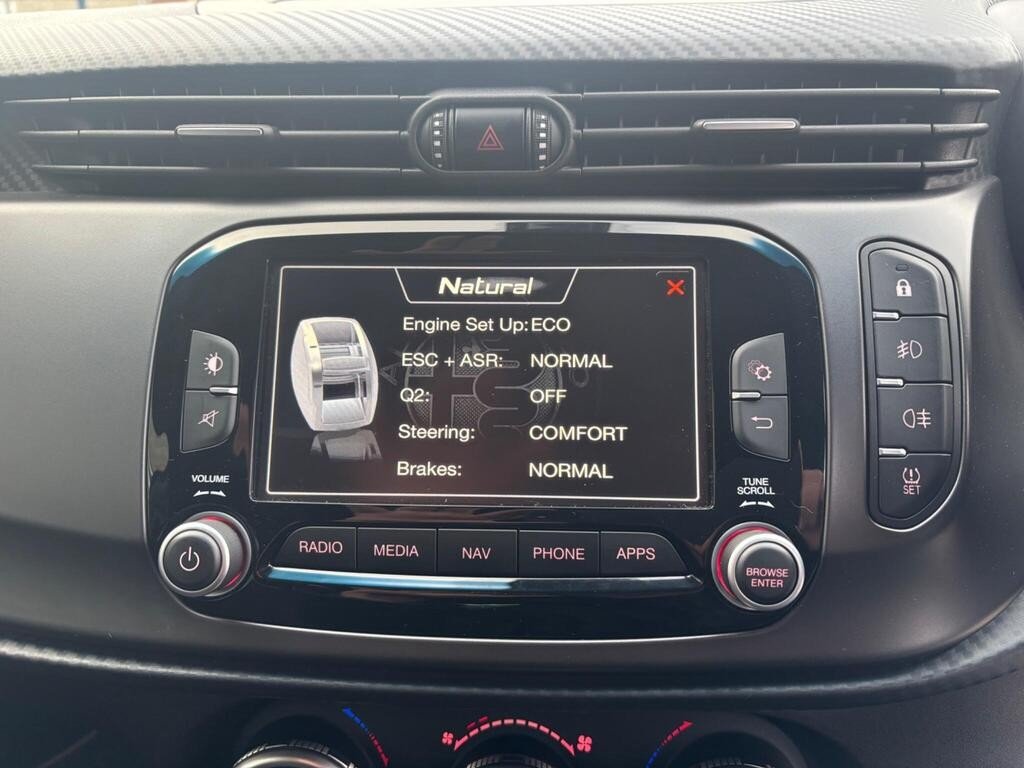 Natural
Engine Set Up: ECO
ESC + ASR: NORMAL
Q2: OFF
Steering: COMFORT
Brakes: NORMAL
VOLUME
TUNE
SCROLL
SET
RADIO
MEDIA
NAV
PHONE
APPS
BROWSE
ENTER